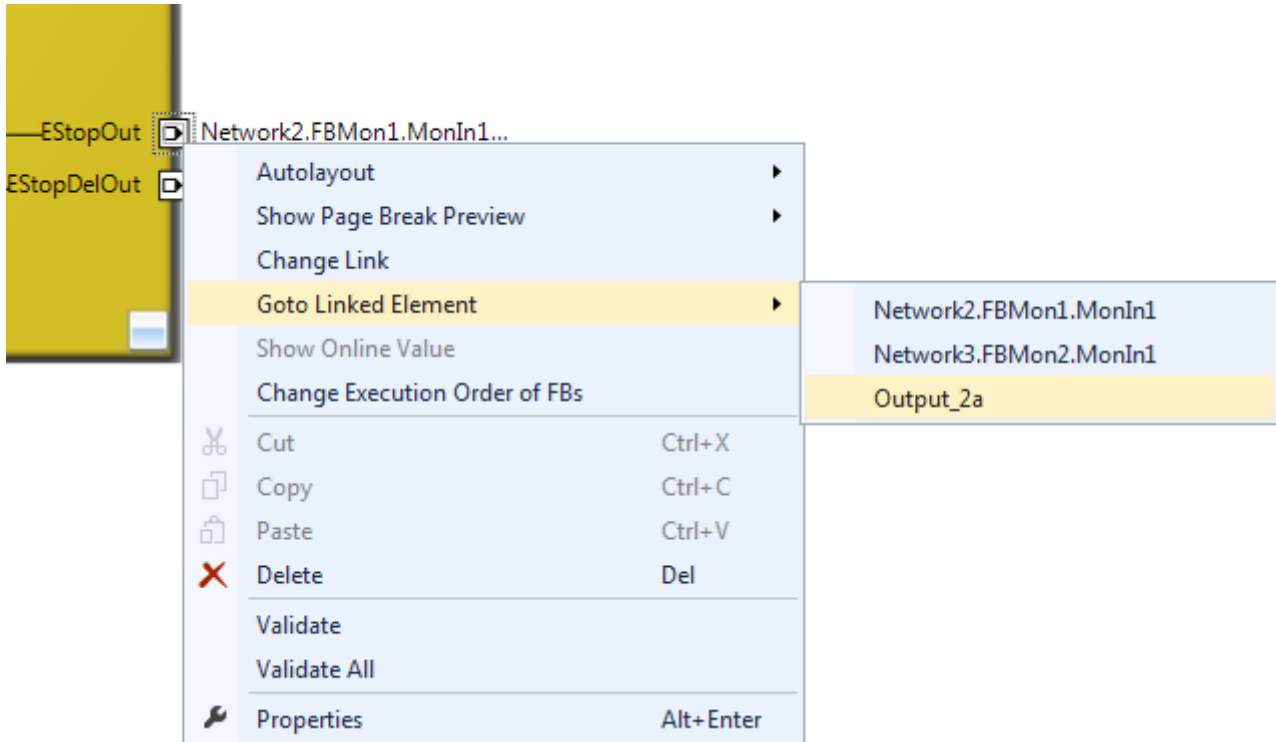 EStopOut Network2.FBMon1.MonIn1...
EStopDelOut
Autolayout
Show Page Break Preview
Change Link
Goto Linked Element
Show Online Value
Change Execution Order of FBs
Cut Ctrl+X
Copy Ctrl+C
Paste Ctrl+V
Delete Del
Validate
Validate All
Properties Alt+Enter
Network2.FBMon1.MonIn1
Network3.FBMon2.MonIn1
Output_2a